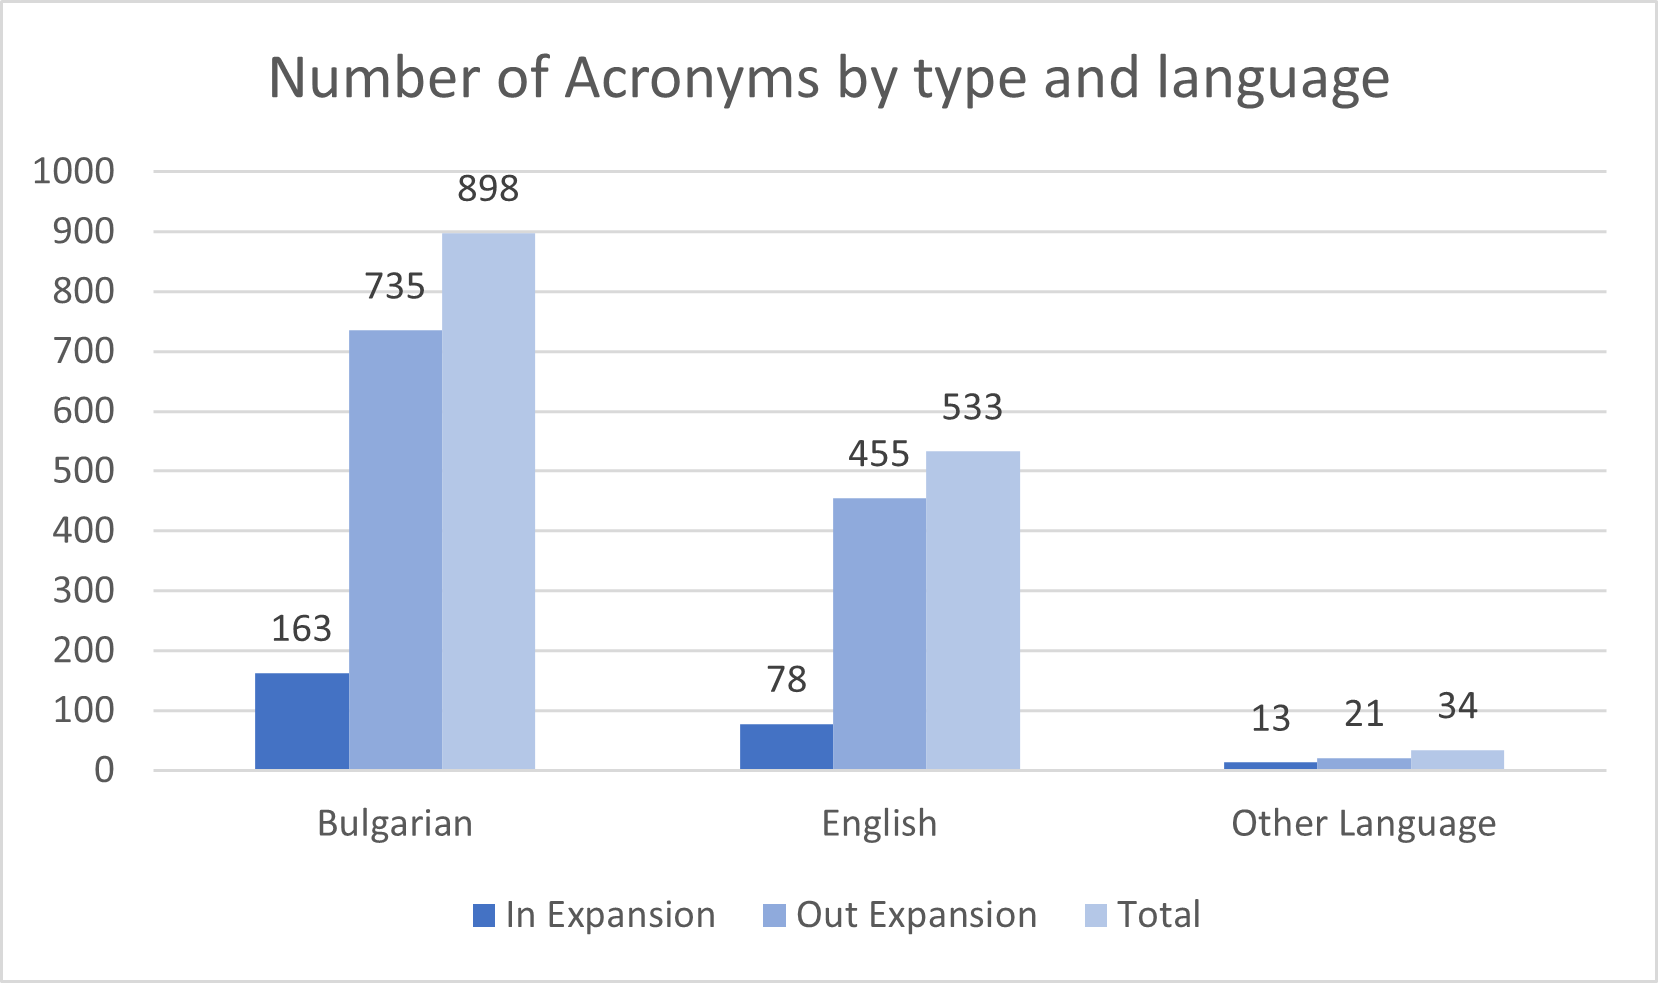 Number of Acronyms by type and language
1000
900
800
700
600
500
400
300
200
100
0
163
735
898
78
455
533
13
21
34
Bulgarian
English
Other Language
In Expansion
Out Expansion
Total